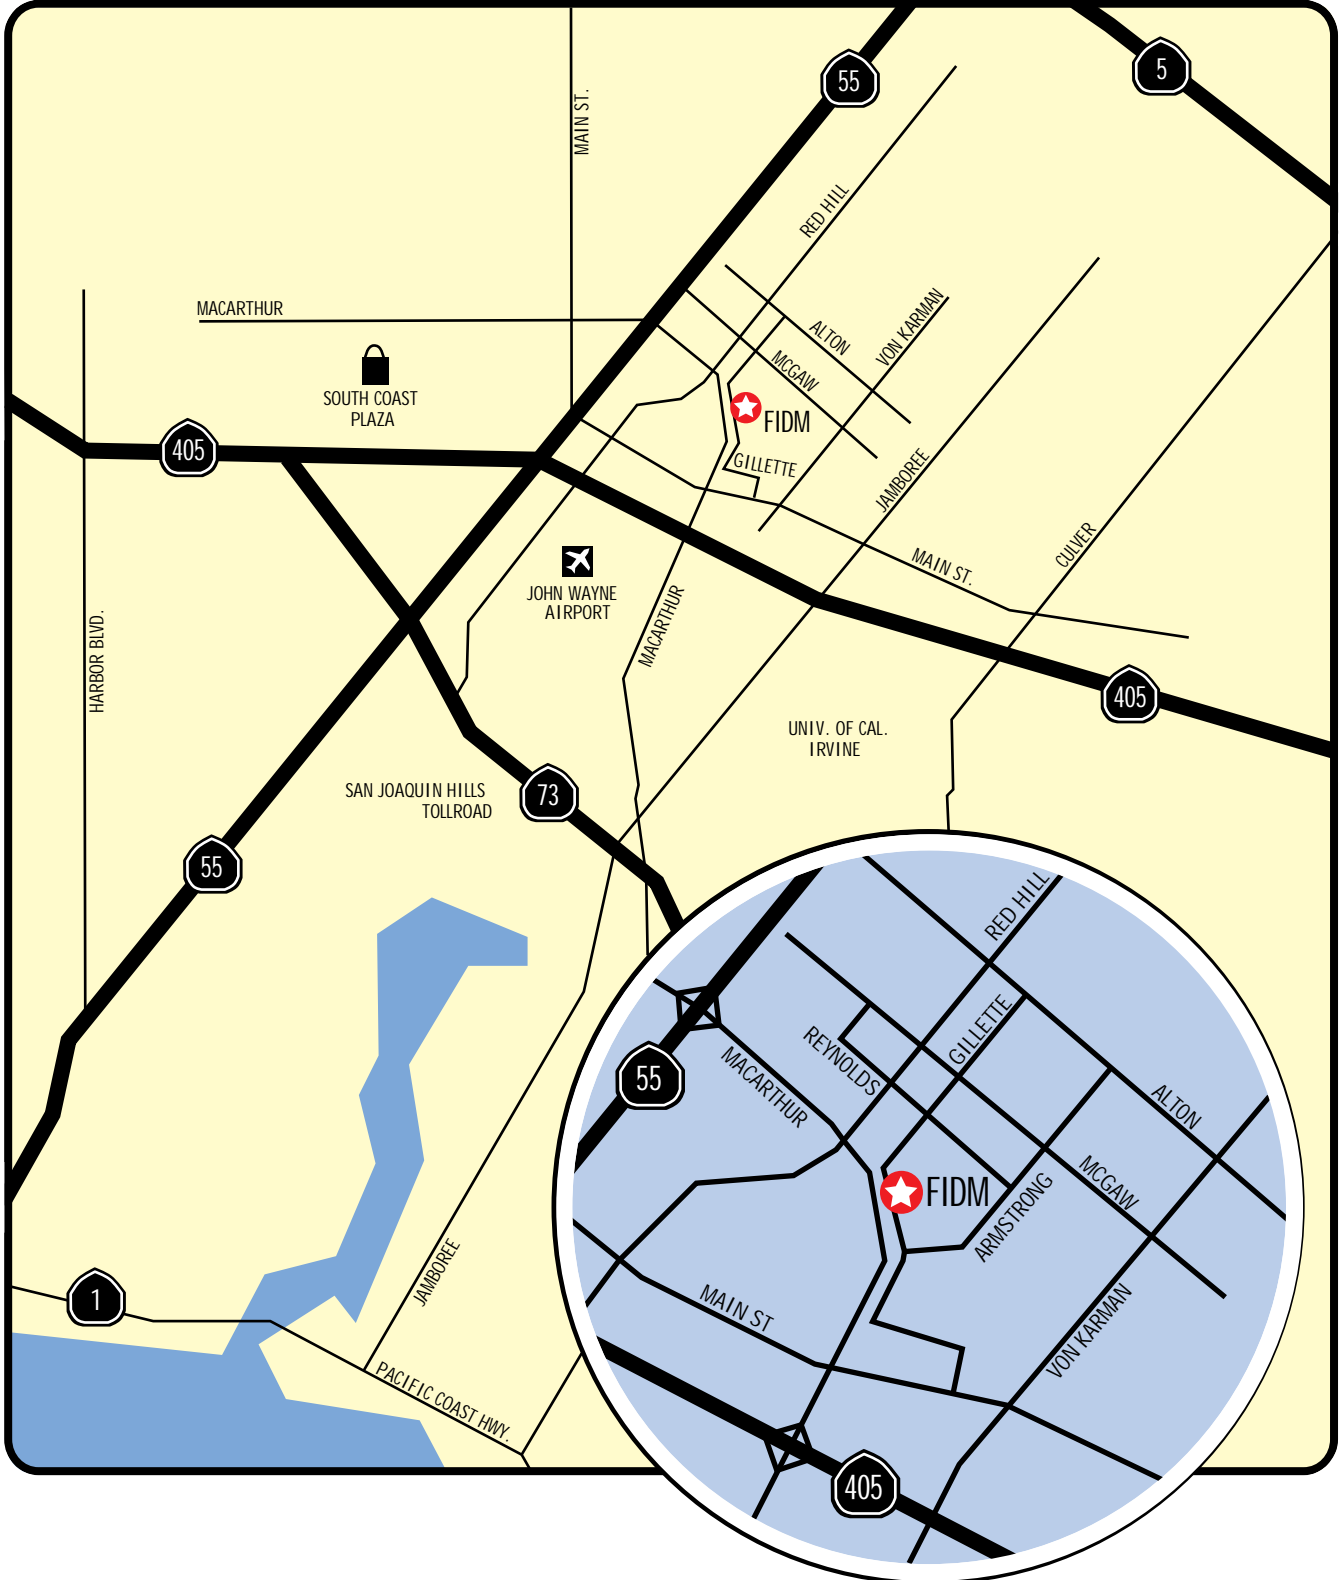 55
5
MAIN ST.
RED HILL
MACARTHUR
ALTON
VON KARMAN
MCGAW
SOUTH COAST
PLAZA
FIDM
405
GILLETTE
JAMBOREE
CULVER
MAIN ST.
JOHN WAYNE
AIRPORT
MACARTHUR
HARBOR BLVD.
405
UNIV. OF CAL.
IRVINE
SAN JOAQUIN HILLS
TOLLROAD
73
55
RED HILL
GILLETTE
REYNOLDS
55
MACARTHUR
ALTON
MCGAW
FIDM
ARMSTRONG
JAMBOREE
1
MAIN ST
VON KARMAN
PACIFIC COAST HWY.
405